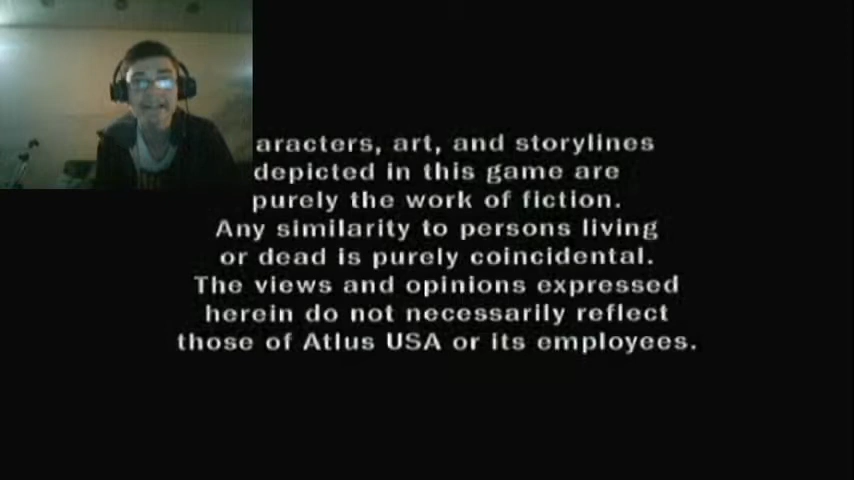 aracters, art, and storylines
depicted in this game are
purely the work of fiction.
Any similarity to persons living
or dead is purely coincidental.
The views and opinions expressed
herein do not necessarily reflect
those of Atlus USA or its employees.